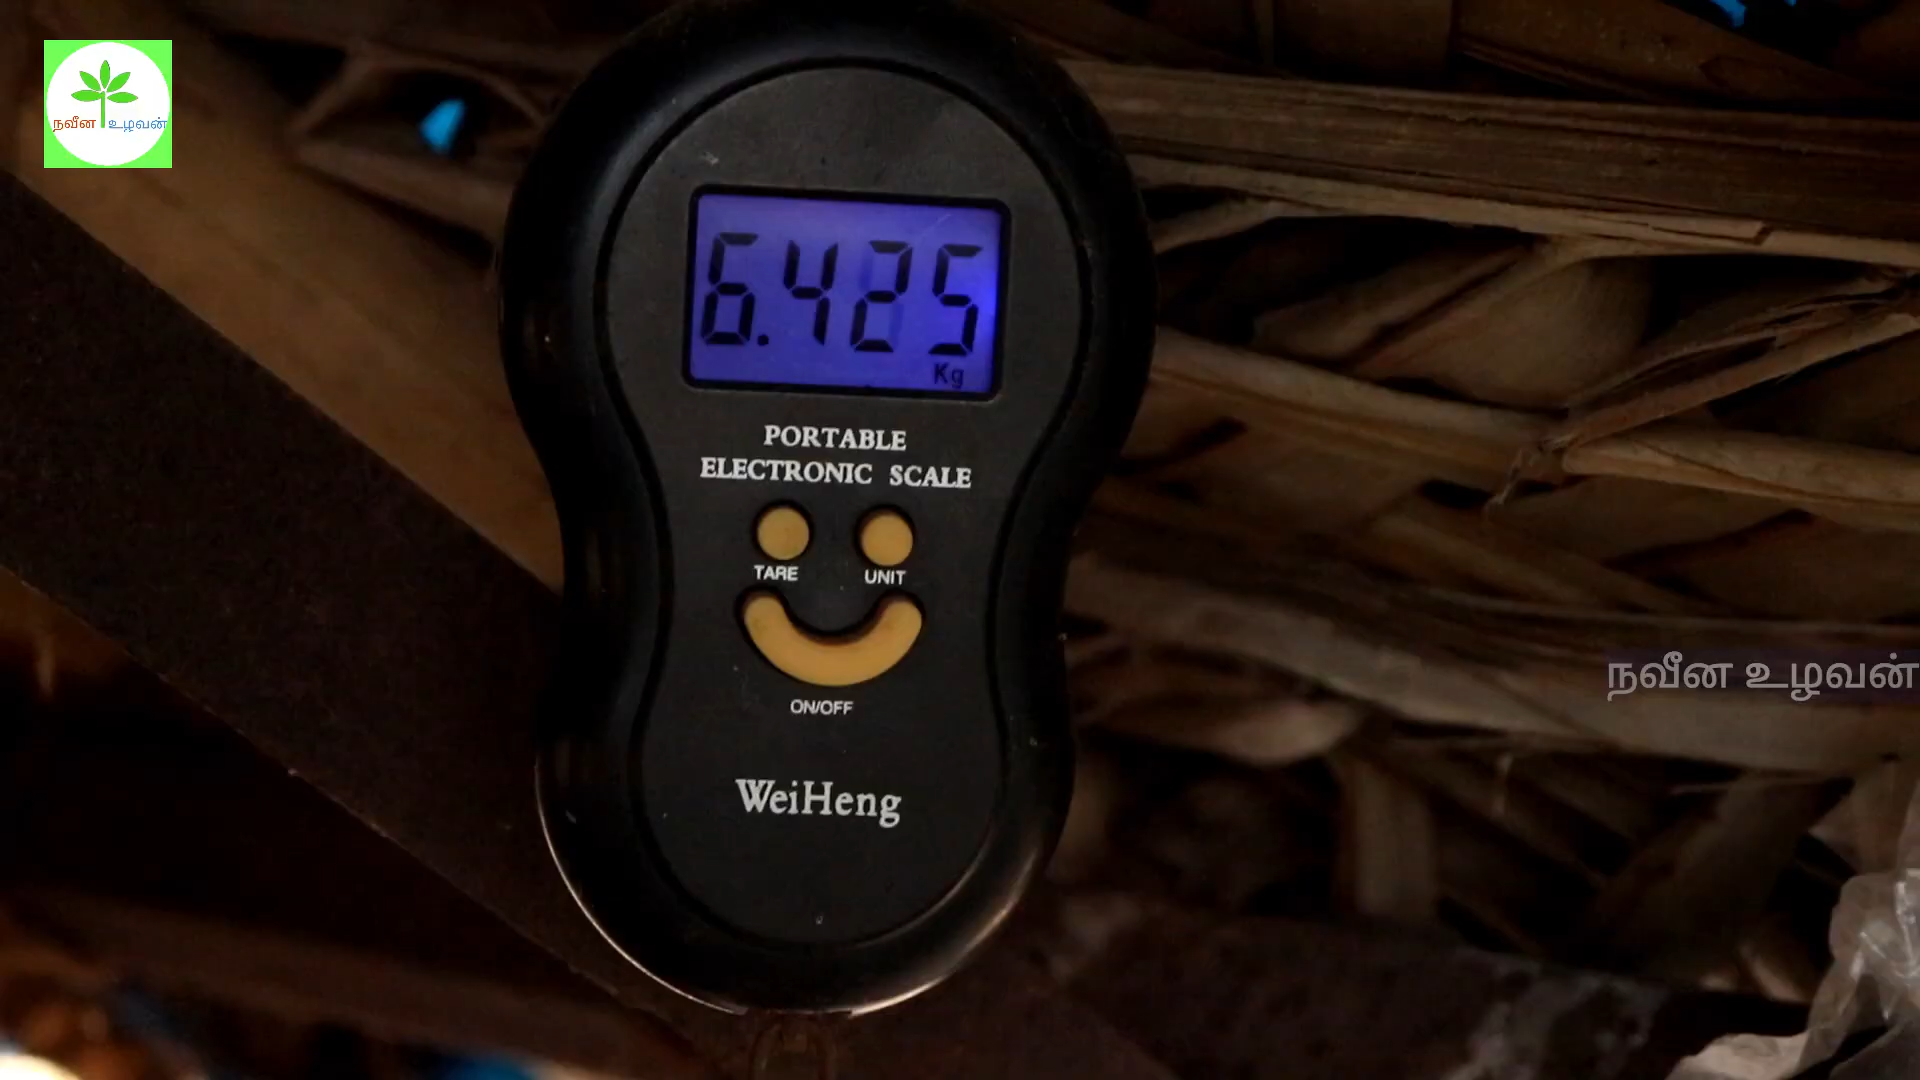 நவீன உழவன்
6.425
Kg
PORTABLE
ELECTRONIC SCALE
TARE UNIT
ON/OFF
நவீன உழவன்
WeiHeng